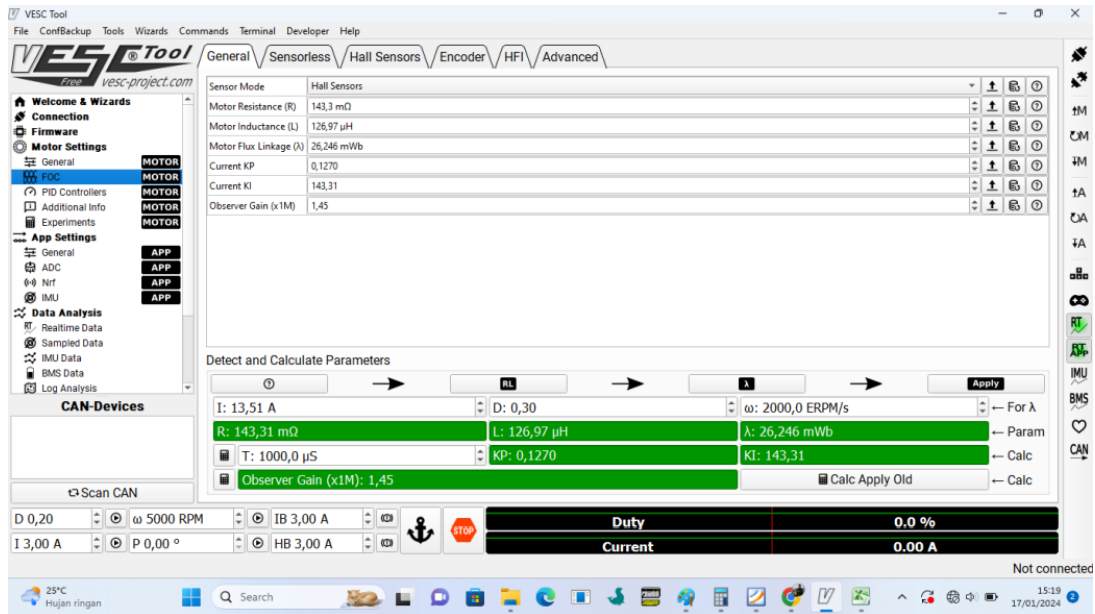 VESC Tool
File ConfBackup Tools Wizards Commands Terminal Developer Help
VESC® Tool
Free vesc-project.com
General Sensorless Hall Sensors Encoder HFI Advanced
Sensor Mode Hall Sensors
Motor Resistance (R) 143,3 mΩ
Motor Inductance (L) 126,97 µH
Motor Flux Linkage (λ) 26,246 mWb
Current KP 0,1270
Current KI 143,31
Observer Gain (x1M) 1,45
Welcome & Wizards
Connection
Firmware
Motor Settings
General MOTOR
FOC MOTOR
PID Controllers MOTOR
Additional Info MOTOR
Experiments MOTOR
App Settings
General APP
ADC APP
Nrf APP
IMU APP
Data Analysis
RT Realtime Data
Sampled Data
IMU Data
BMS Data
Log Analysis
CAN-Devices
Scan CAN
Detect and Calculate Parameters
RL λ Apply
I: 13,51 A D: 0,30 ω: 2000,0 ERPM/s ← For λ
R: 143,31 mΩ L: 126,97 µH λ: 26,246 mWb ← Param
T: 1000,0 µS KP: 0,1270 KI: 143,31 ← Calc
Observer Gain (x1M): 1,45 Calc Apply Old ← Calc
D 0,20 ω 5000 RPM IB 3,00 A
I 3,00 A P 0,00 ° HB 3,00 A
STOP
Duty 0.0 %
Current 0.00 A
M
M
M
A
A
A
RT
RT
APP
IMU
BMS
CAN
Not connected
25°C
Hujan ringan
Search
15:19
17/01/2024
2